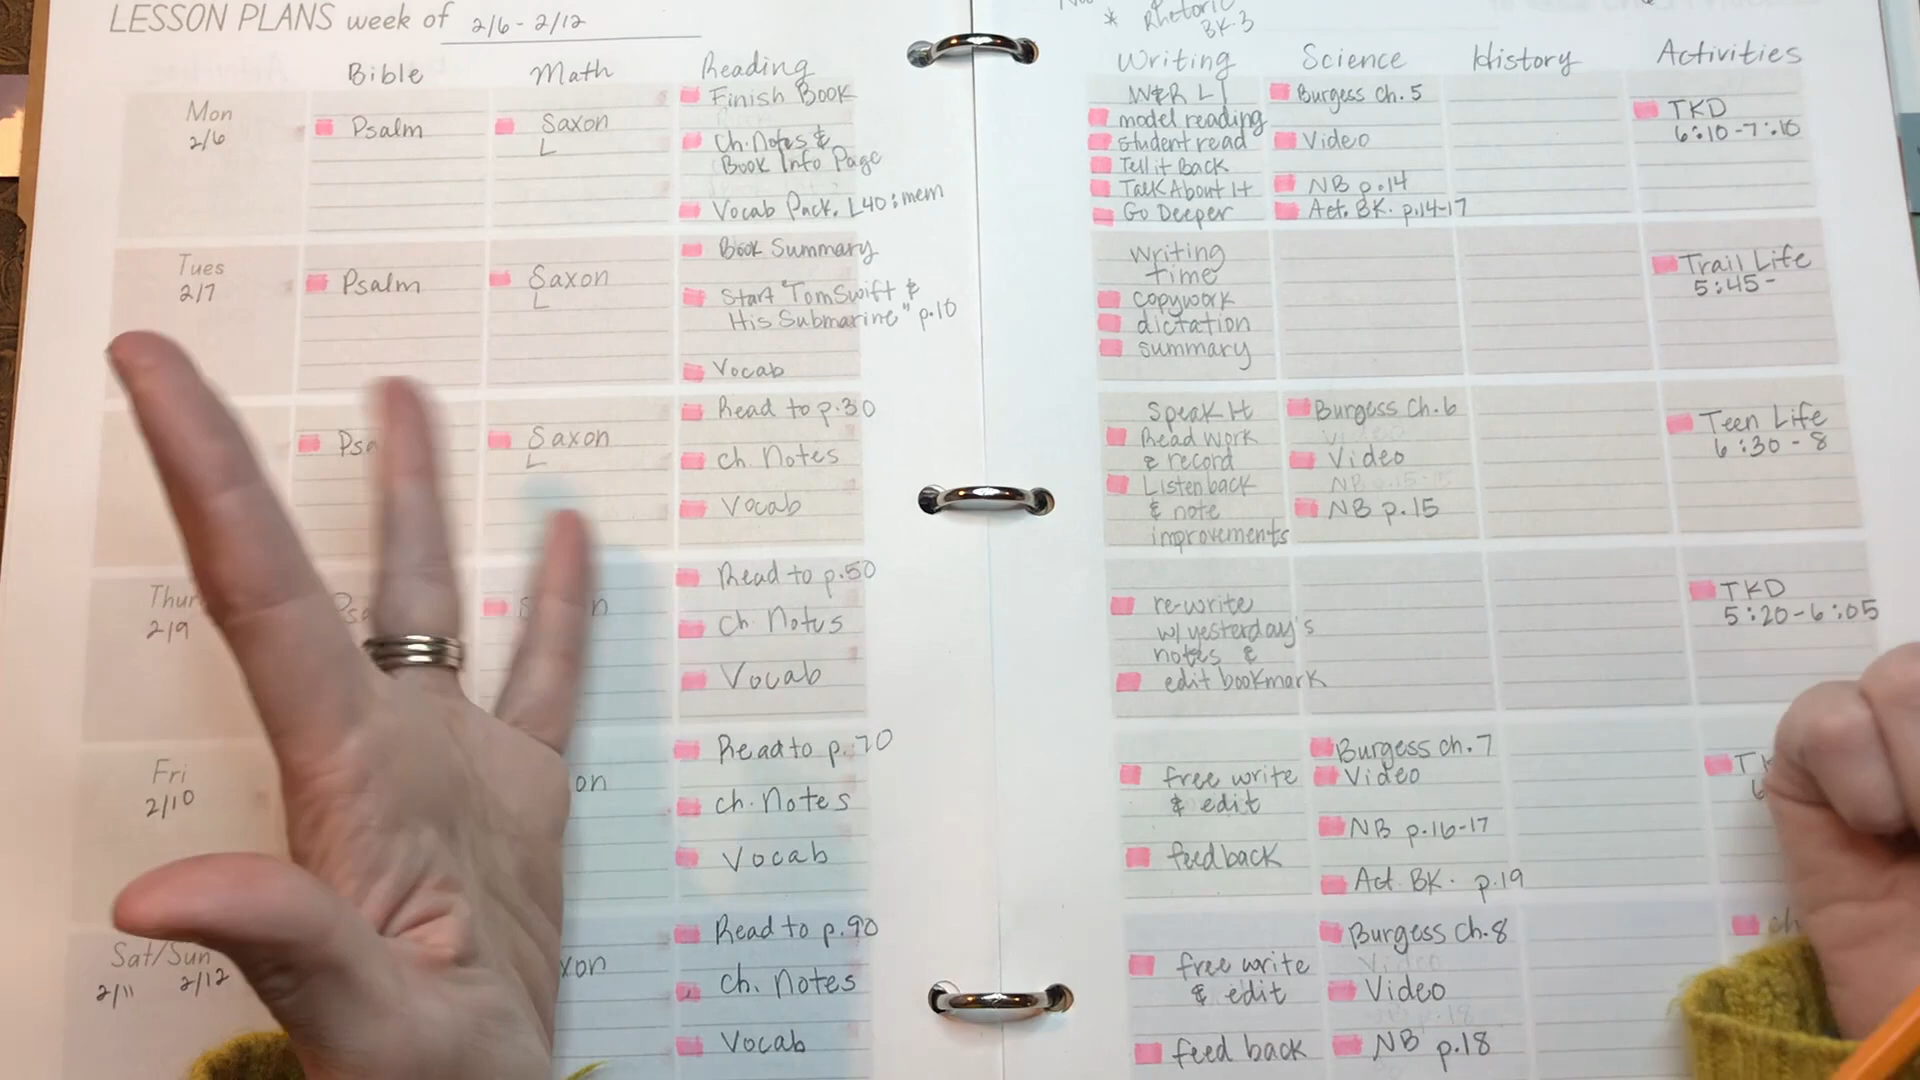 LESSON PLANS week of 2/6 - 2/12
Bible
Math
Reading
Mon
2/6
Psalm
Saxon
L
Finish Book
Ch. Notes &
Book Info Page
Vocab Pack. L40: mem
Tues
2/7
Psalm
Saxon
L
Book Summary
Start "Tom Swift &
His Submarine" p.10
Vocab
Saxon
L
Read to p.30
Ch. Notes
Vocab
Thur
2/9
Read to p.50
Ch. Notes
Vocab
Fri
2/10
Read to p.70
Ch. Notes
Vocab
Sat/Sun
2/11 2/12
Read to p.90
Ch. Notes
Vocab
* Rhetoric
BK.3
Writing
Science
History
Activities
W&R L1
model reading
student read
Tell it Back
Talk About It
Go Deeper
Burgess ch.5
Video
NB p.14
Act. BK. p.14-17
TKD
6:10-7:10
writing
time
copywork
dictation
summary
Trail Life
5:45-
Speak It
Read work
& record
Listen back
& note
improvements
Burgess ch.6
Video
NB p.15
Teen Life
6:30-8
re-write
w/ yesterday's
notes &
edit bookmark
TKD
5:20-6:05
free write
& edit
feedback
Burgess ch.7
Video
NB p.16-17
Act. BK. p.19
free write
& edit
feed back
Burgess ch.8
Video
NB p.18